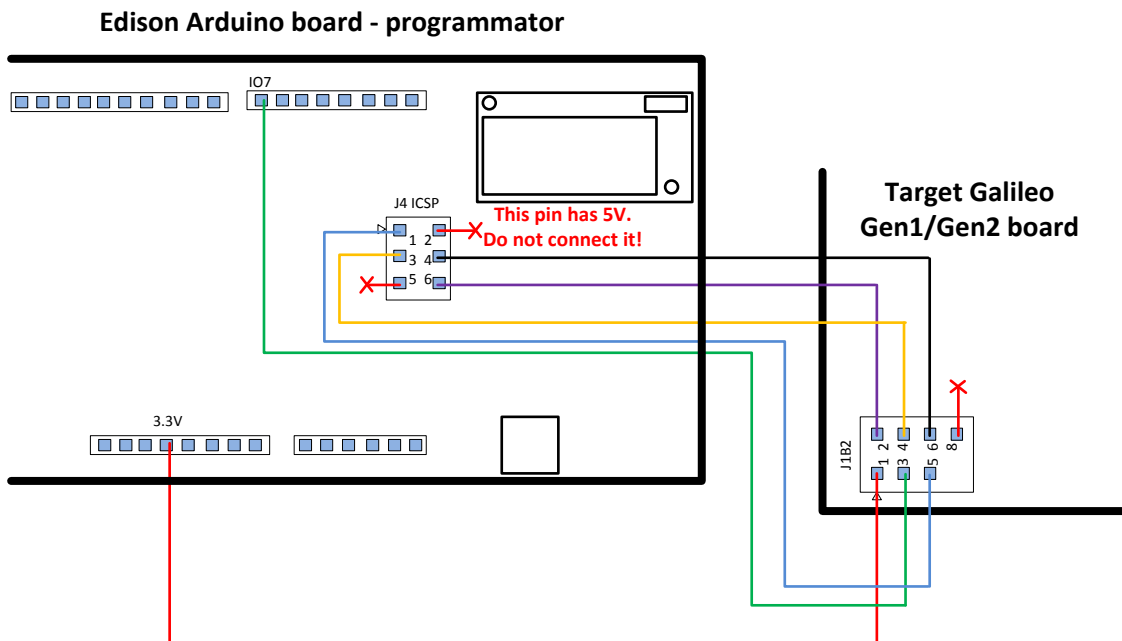 Edison Arduino board - programmator
IO7
J4 ICSP
This pin has 5V.
Do not connect it!
1 2
3 4
5 6
Target Galileo
Gen1/Gen2 board
3.3V
J1B2
2 4 6 8
1 3 5